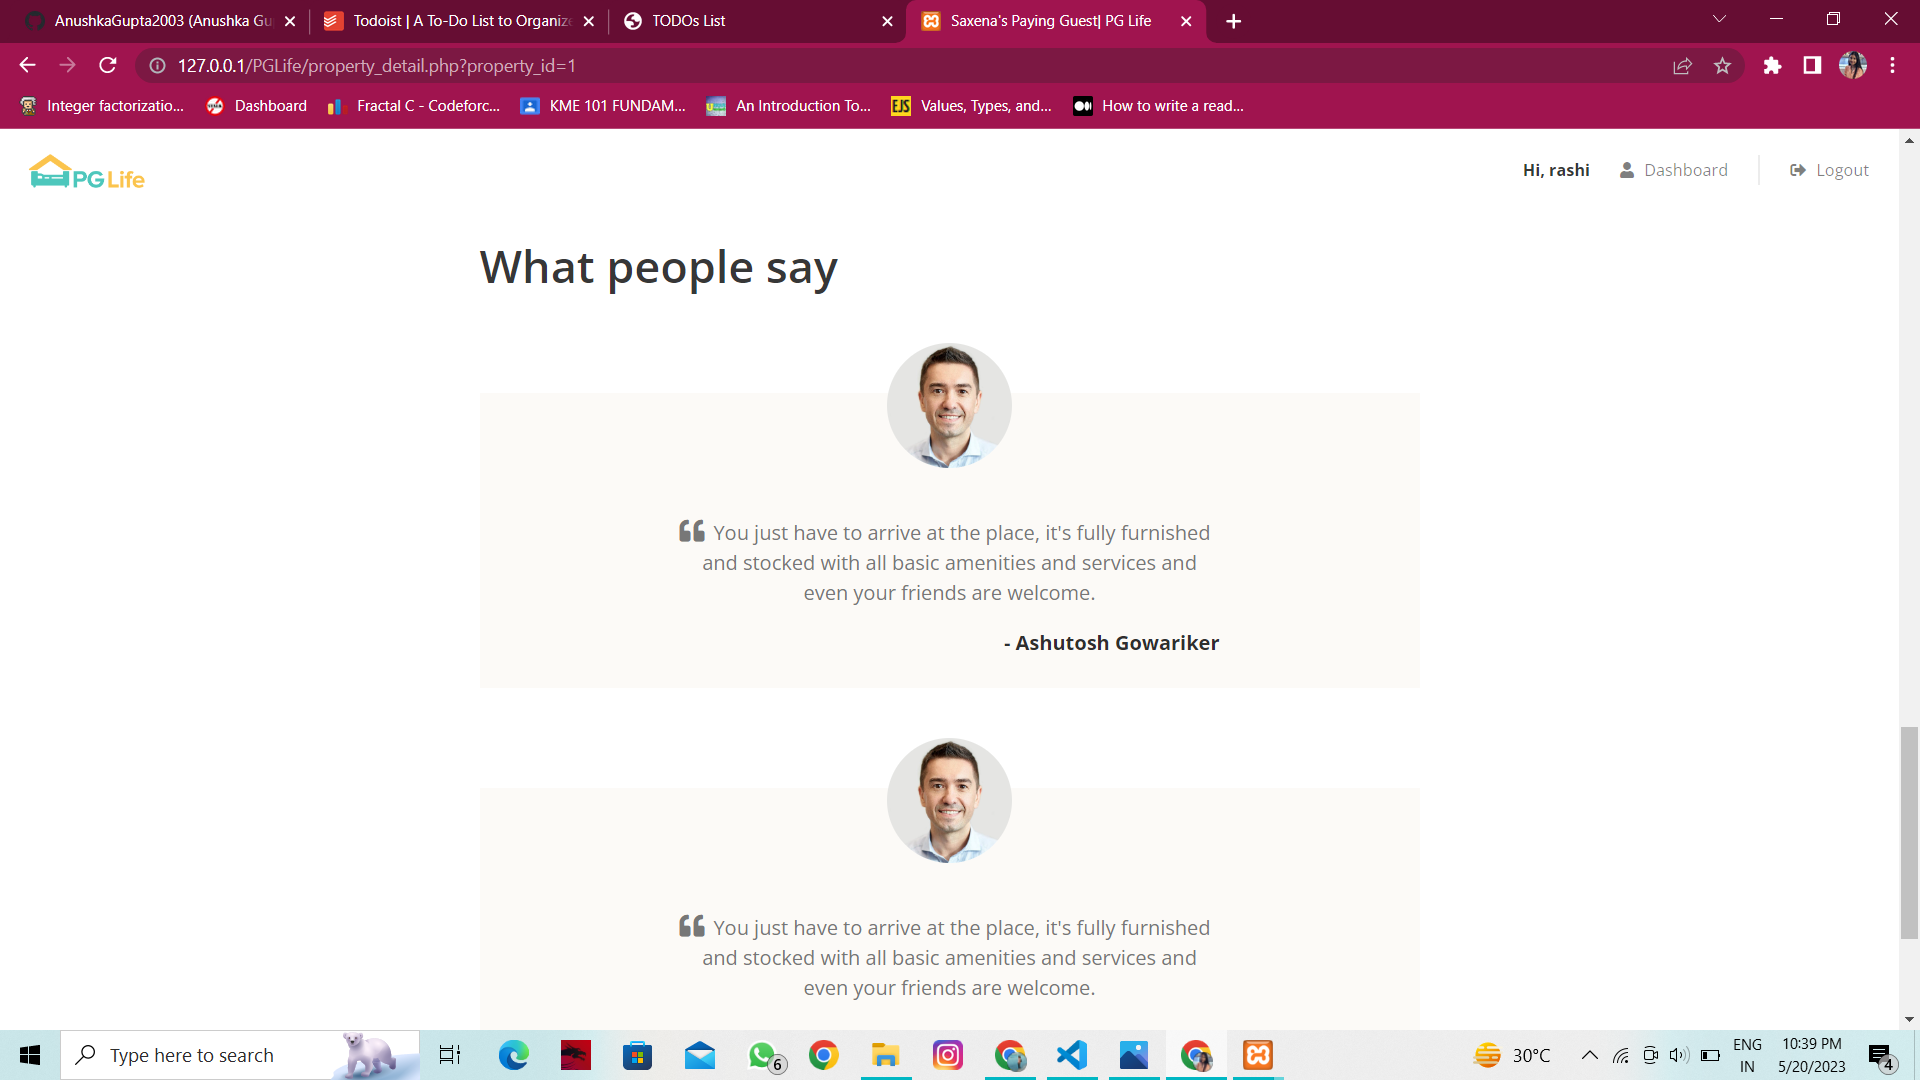 AnushkaGupta2003 (Anushka Gu
Todoist | A To-Do List to Organize
TODOs List
Saxena's Paying Guest| PG Life
127.0.0.1/PGLife/property_detail.php?property_id=1
Integer factorizatio...
Dashboard
Fractal C - Codeforc...
KME 101 FUNDAM...
An Introduction To...
EJS
Values, Types, and...
How to write a read...
PG Life
Hi, rashi
Dashboard
Logout
What people say
“ You just have to arrive at the place, it's fully furnished
and stocked with all basic amenities and services and
even your friends are welcome.
- Ashutosh Gowariker
“ You just have to arrive at the place, it's fully furnished
and stocked with all basic amenities and services and
even your friends are welcome.
Type here to search
6
30°C
ENG
IN
10:39 PM
5/20/2023
4